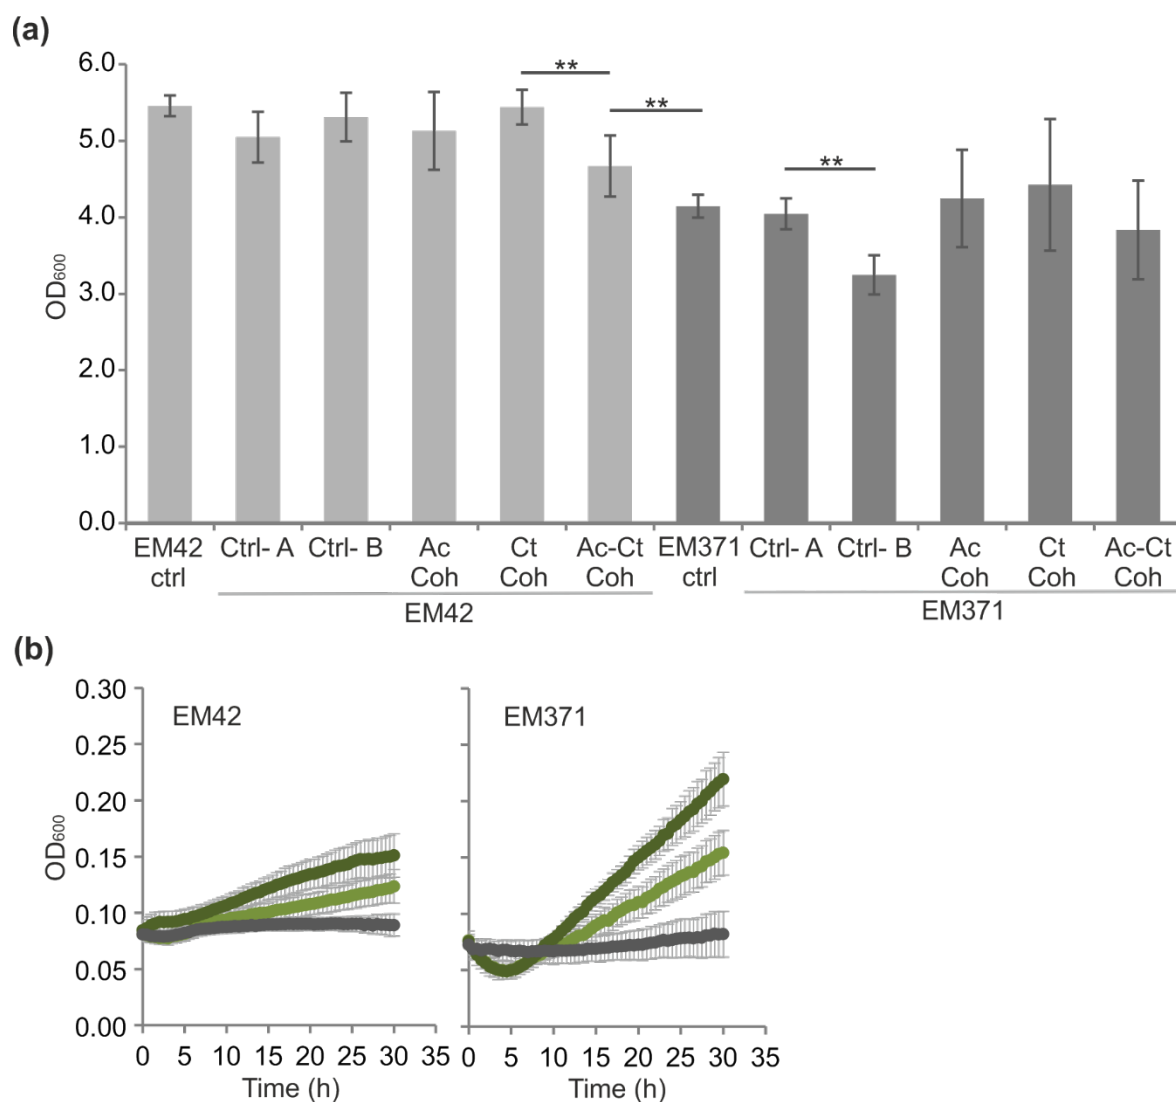 (a)
6.0
5.0
4.0
3.0
2.0
1.0
0.0
OD600
**
**
**
EM42 ctrl
Ctrl- A
Ctrl- B
Ac Coh
Ct Coh
Ac-Ct Coh
EM371 ctrl
Ctrl- A
Ctrl- B
Ac Coh
Ct Coh
Ac-Ct Coh
EM42
EM371
(b)
0.30
0.25
0.20
0.15
0.10
0.05
0.00
OD600
EM42
EM371
0 5 10 15 20 25 30 35
0 5 10 15 20 25 30 35
Time (h)
Time (h)